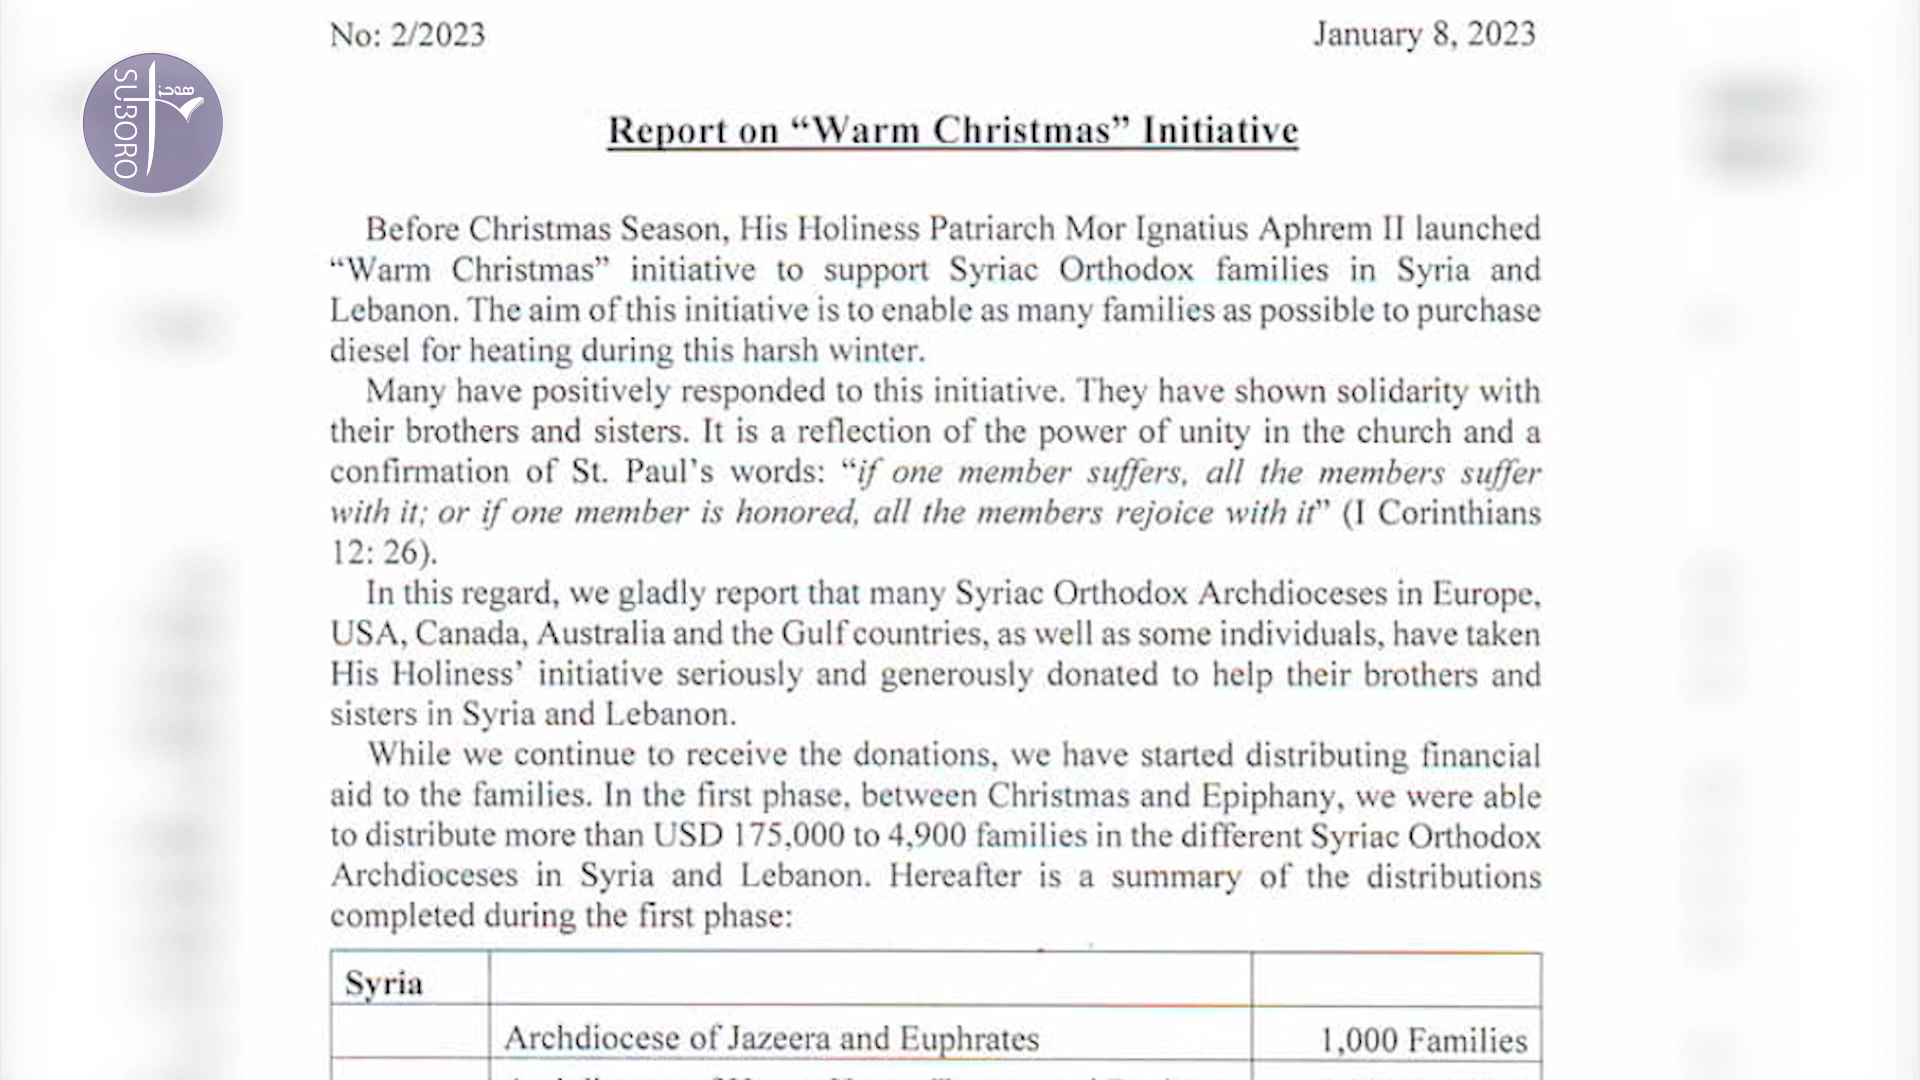 No: 2/2023
January 8, 2023
SUBORO
Report on “Warm Christmas” Initiative
Before Christmas Season, His Holiness Patriarch Mor Ignatius Aphrem II launched
“Warm Christmas” initiative to support Syriac Orthodox families in Syria and
Lebanon. The aim of this initiative is to enable as many families as possible to purchase
diesel for heating during this harsh winter.
Many have positively responded to this initiative. They have shown solidarity with
their brothers and sisters. It is a reflection of the power of unity in the church and a
confirmation of St. Paul’s words: “if one member suffers, all the members suffer
with it; or if one member is honored, all the members rejoice with it” (I Corinthians
12: 26).
In this regard, we gladly report that many Syriac Orthodox Archdioceses in Europe,
USA, Canada, Australia and the Gulf countries, as well as some individuals, have taken
His Holiness’ initiative seriously and generously donated to help their brothers and
sisters in Syria and Lebanon.
While we continue to receive the donations, we have started distributing financial
aid to the families. In the first phase, between Christmas and Epiphany, we were able
to distribute more than USD 175,000 to 4,900 families in the different Syriac Orthodox
Archdioceses in Syria and Lebanon. Hereafter is a summary of the distributions
completed during the first phase:
Syria
Archdiocese of Jazeera and Euphrates
1,000 Families